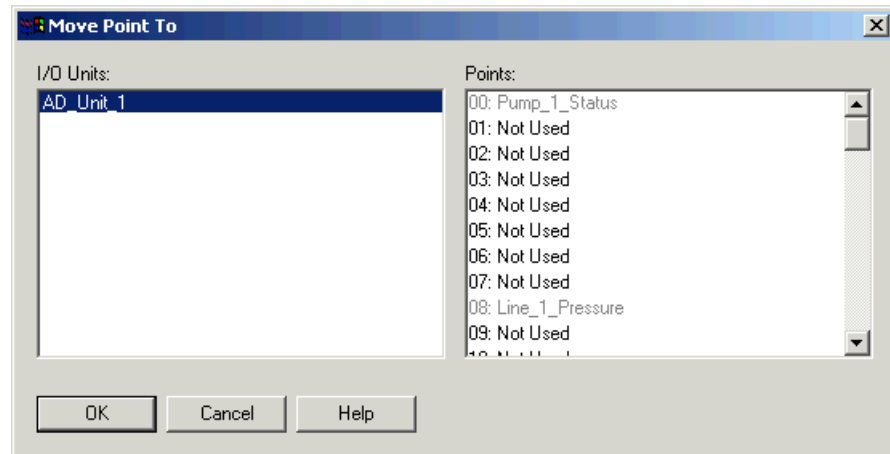 Move Point To
I/O Units:
AD_Unit_1
Points:
00: Pump_1_Status
01: Not Used
02: Not Used
03: Not Used
04: Not Used
05: Not Used
06: Not Used
07: Not Used
08: Line_1_Pressure
09: Not Used
OK
Cancel
Help